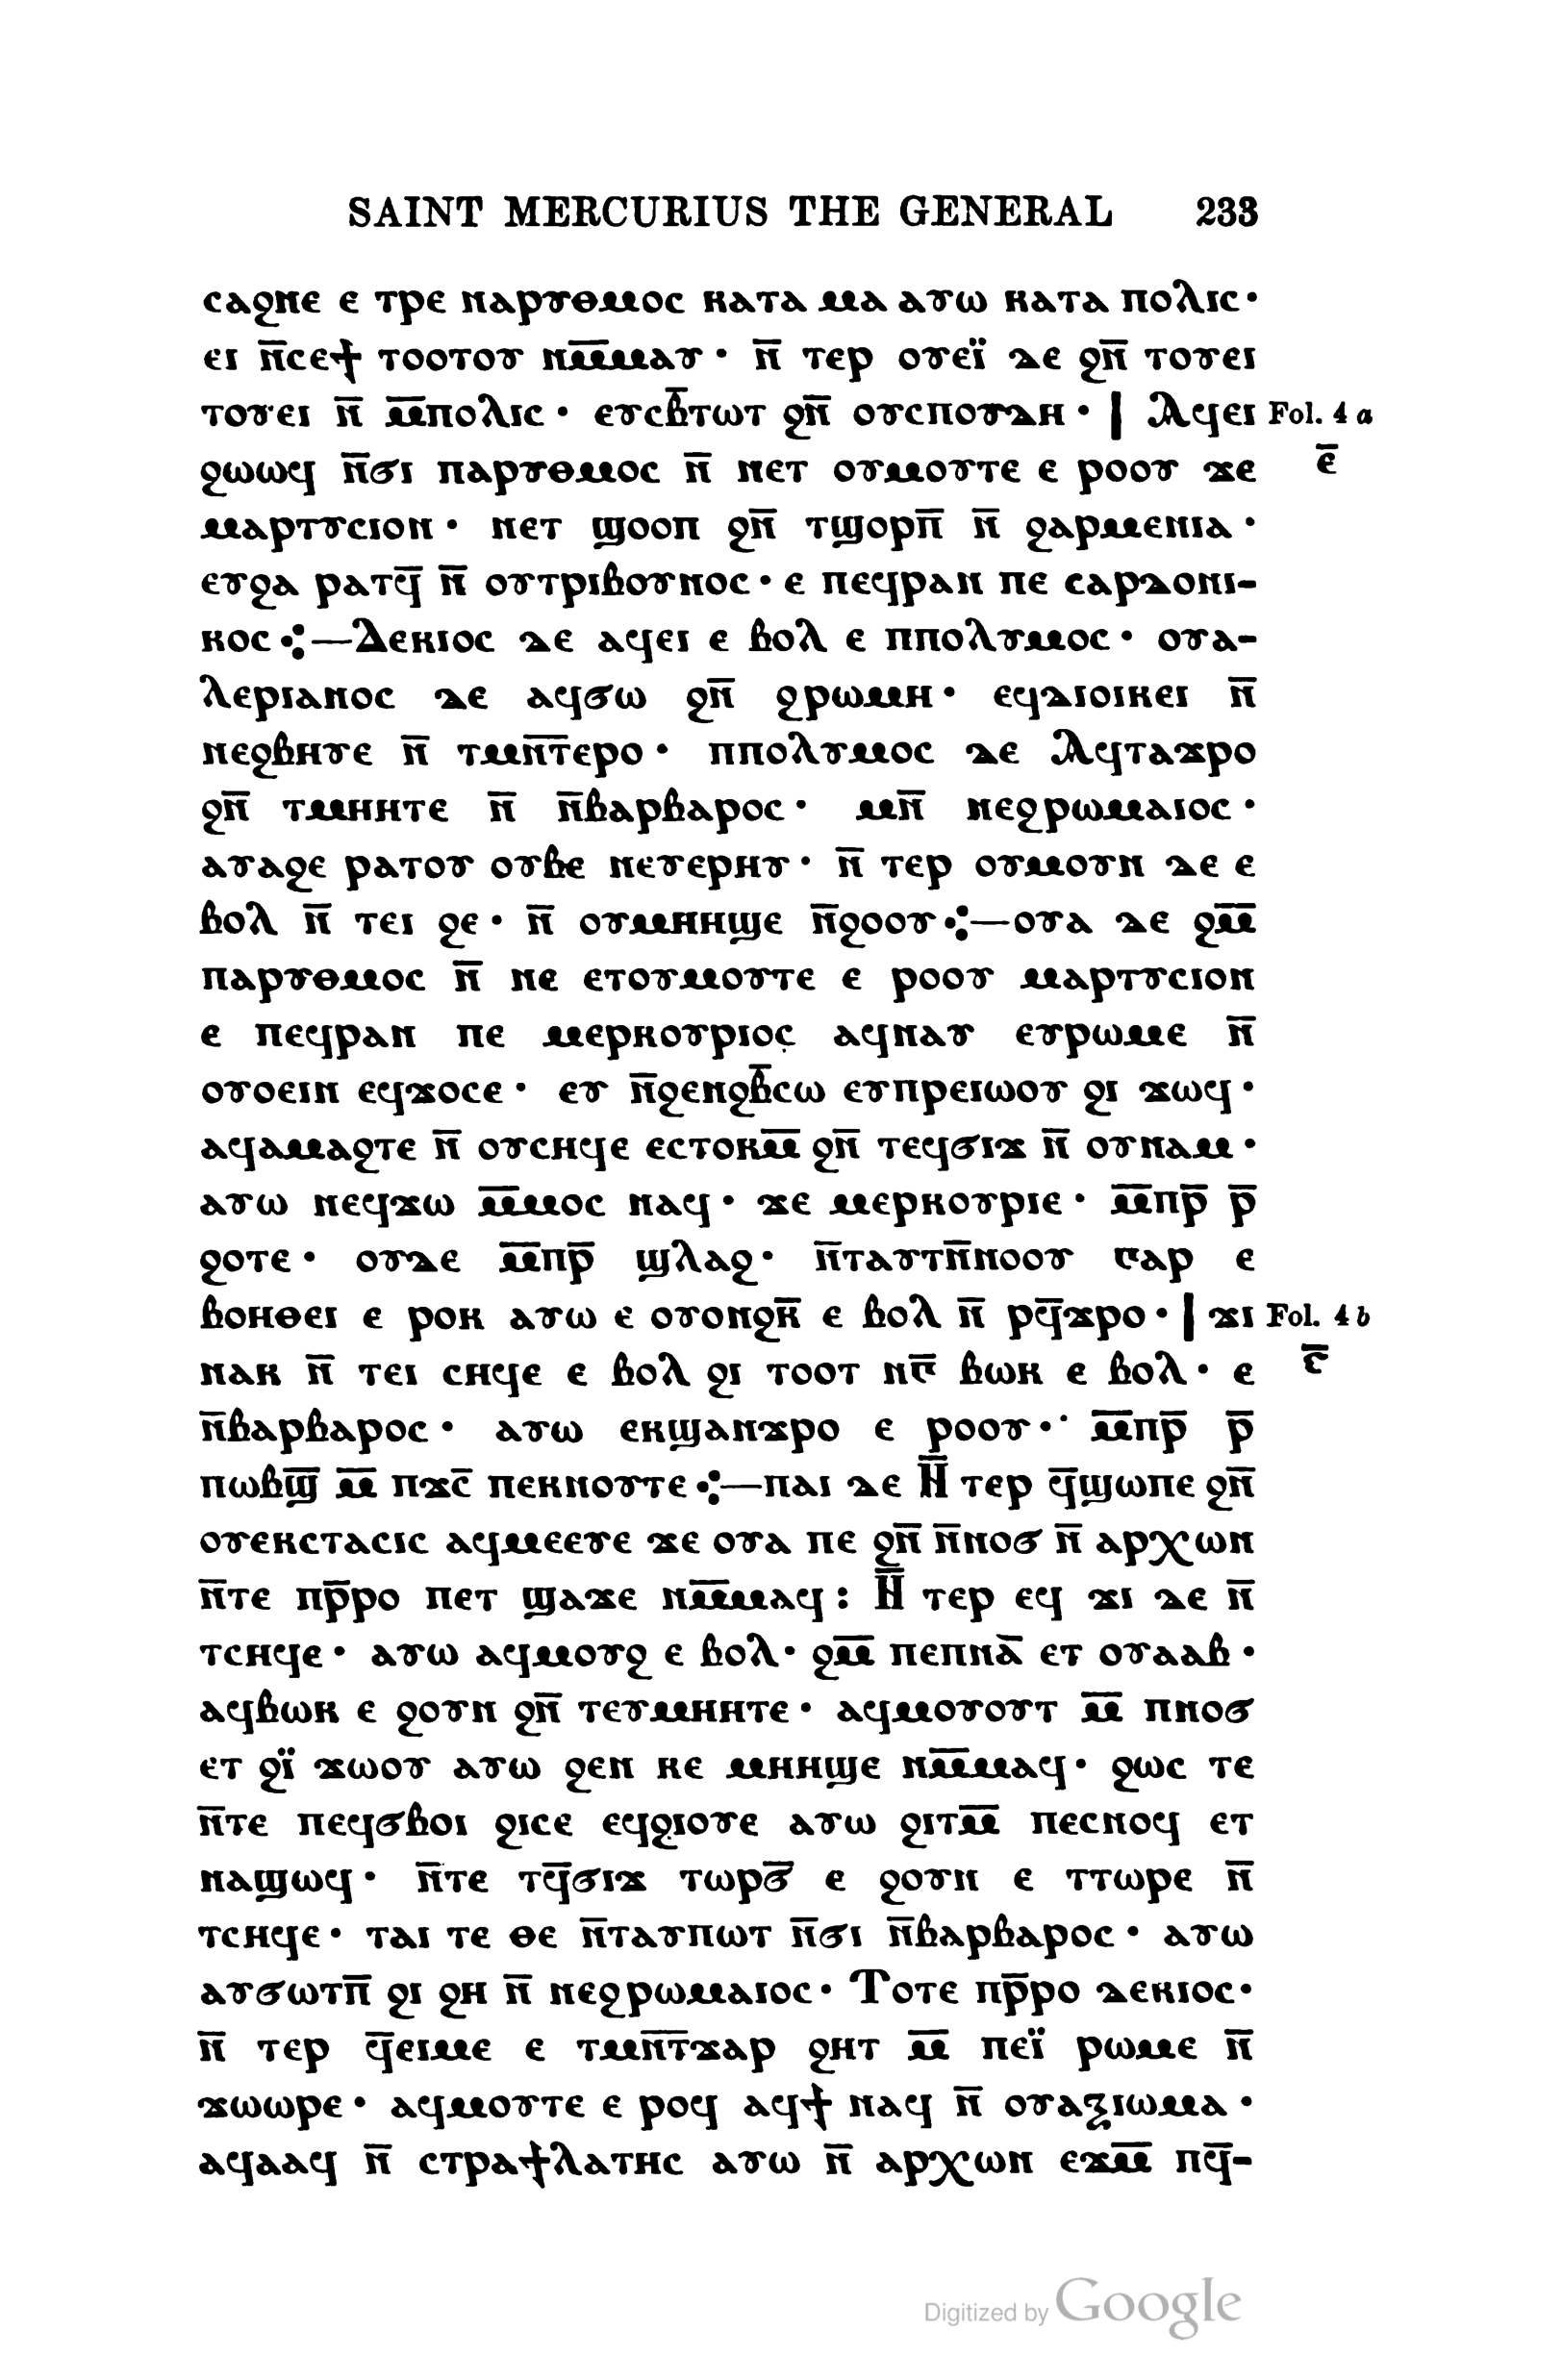 SAINT MERCURIUS THE GENERAL 233
ⲥⲁϩⲛⲉ ⲉ ⲧⲣⲉ ⲛⲁⲣⲩⲑⲙⲟⲥ ⲕⲁⲧⲁ ⲙⲁ ⲁⲩⲱ ⲕⲁⲧⲁ ⲡⲟⲗⲓⲥ·
ⲉⲓ ⲛ̄ⲥⲉϯ ⲧⲟⲟⲧⲟⲩ ⲛⲙ̄ⲙⲁⲩ· ⲛ̄ ⲧⲉⲣ ⲟⲩⲉⲓ̈ ⲇⲉ ϩⲛ̄ ⲧⲟⲩⲉⲓ
ⲧⲟⲩⲉⲓ ⲛ̄ ⲙ̄ⲡⲟⲗⲓⲥ· ⲉⲩⲥⲃ̄ⲧⲱⲧ ϩⲛ̄ ⲟⲩⲥⲡⲟⲩⲇⲏ· | Ⲁϥⲉⲓ Fol. 4 a
ϩⲱⲱϥ ⲛ̄ϭⲓ ⲡⲁⲣⲩⲑⲙⲟⲥ ⲛ̄ ⲛⲉⲧ ⲟⲩⲙⲟⲩⲧⲉ ⲉ ⲣⲟⲟⲩ ϫⲉ ⲉ̄
ⲙⲁⲣⲧⲩⲥⲓⲟⲛ· ⲛⲉⲧ ϣⲟⲟⲡ ϩⲛ̄ ⲧϣⲟⲣⲡ̄ ⲛ̄ ϩⲁⲣⲙⲉⲛⲓⲁ·
ⲉⲩϩⲁ ⲣⲁⲧϥ̄ ⲛ̄ ⲟⲩⲧⲣⲓⲃⲟⲩⲛⲟⲥ· ⲉ ⲡⲉϥⲣⲁⲛ ⲡⲉ ⲥⲁⲣⲇⲟⲛⲓ-
ⲕⲟⲥ ⁖—Ⲇⲉⲕⲓⲟⲥ ⲇⲉ ⲁϥⲉⲓ ⲉ ⲃⲟⲗ ⲉ ⲡⲡⲟⲗⲩⲙⲟⲥ· ⲟⲩⲁ-
ⲗⲉⲣⲓⲁⲛⲟⲥ ⲇⲉ ⲁϥϭⲱ ϩⲛ̄ ϩⲣⲱⲙⲏ· ⲉϥⲇⲓⲟⲓⲕⲉⲓ ⲛ̄
ⲛⲉϩⲃⲏⲩⲉ ⲛ̄ ⲧⲙⲛ̄ⲧⲉⲣⲟ· ⲡⲡⲟⲗⲩⲙⲟⲥ ⲇⲉ Ⲁϥⲧⲁϫⲣⲟ
ϩⲛ̄ ⲧⲙⲏⲏⲧⲉ ⲛ̄ ⲛ̄ⲃⲁⲣⲃⲁⲣⲟⲥ· ⲙⲛ̄ ⲛⲉϩⲣⲱⲙⲁⲓⲟⲥ·
ⲁⲩⲁϩⲉ ⲣⲁⲧⲟⲩ ⲟⲩⲃⲉ ⲛⲉⲩⲉⲣⲏⲩ· ⲛ̄ ⲧⲉⲣ ⲟⲩⲙⲟⲩⲛ ⲇⲉ ⲉ
ⲃⲟⲗ ⲛ̄ ⲧⲉⲓ ϩⲉ· ⲛ̄ ⲟⲩⲙⲏⲏϣⲉ ⲛ̄ϩⲟⲟⲩ⁖—ⲟⲩⲁ ⲇⲉ ϩⲙ̄
ⲡⲁⲣⲩⲑⲙⲟⲥ ⲛ̄ ⲛⲉ ⲉⲧⲟⲩⲙⲟⲩⲧⲉ ⲉ ⲣⲟⲟⲩ ⲙⲁⲣⲧⲩⲥⲓⲟⲛ
ⲉ ⲡⲉϥⲣⲁⲛ ⲡⲉ ⲙⲉⲣⲕⲟⲩⲣⲓⲟⲥ ⲁϥⲛⲁⲩ ⲉⲩⲣⲱⲙⲉ ⲛ̄
ⲟⲩⲟⲉⲓⲛ ⲉϥϫⲟⲥⲉ· ⲉⲩ ⲛ̄ϩⲉⲛϩⲃ̄ⲥⲱ ⲉⲩⲡⲣⲉⲓⲱⲟⲩ ϩⲓ ϫⲱϥ·
ⲁϥⲁⲙⲁϩⲧⲉ ⲛ̄ ⲟⲩⲥⲏϥⲉ ⲉⲥⲧⲟⲕⲙ̄ ϩⲛ̄ ⲧⲉϥϭⲓϫ ⲛ̄ ⲟⲩⲛⲁⲙ·
ⲁⲩⲱ ⲛⲉϥϫⲱ ⲙ̄ⲙⲟⲥ ⲛⲁϥ· ϫⲉ ⲙⲉⲣⲕⲟⲩⲣⲓⲉ· ⲙ̄ⲡⲣ̄ ⲣ̄
ϩⲟⲧⲉ· ⲟⲩⲇⲉ ⲙ̄ⲡⲣ̄ ϣⲗⲁϩ· ⲛ̄ⲧⲁⲩⲧⲛ̄ⲛⲟⲟⲩ ⲅⲁⲣ ⲉ
ⲃⲟⲏⲑⲉⲓ ⲉ ⲣⲟⲕ ⲁⲩⲱ ⲉ ⲟⲩⲟⲛϩⲕ̄ ⲉ ⲃⲟⲗ ⲛ̄ ⲣϥ̄ϫⲣⲟ· | ϫⲓ Fol. 4 b
ⲛⲁⲕ ⲛ̄ ⲧⲉⲓ ⲥⲏϥⲉ ⲉ ⲃⲟⲗ ϩⲓ ⲧⲟⲟⲧ ⲛⲅ̄ ⲃⲱⲕ ⲉ ⲃⲟⲗ· ⲉ ⲋ̄
ⲛ̄ⲃⲁⲣⲃⲁⲣⲟⲥ· ⲁⲩⲱ ⲉⲕϣⲁⲛϫⲣⲟ ⲉ ⲣⲟⲟⲩ·· ⲙ̄ⲡⲣ̄ ⲣ̄
ⲡⲱⲃϣ̄ ⲙ̄ ⲡϫⲥ̄ ⲡⲉⲕⲛⲟⲩⲧⲉ⁖—ⲡⲁⲓ ⲇⲉ Ⲛ̄ ⲧⲉⲣ ϥ̄ϣⲱⲡⲉ ϩⲛ̄
ⲟⲩⲉⲕⲥⲧⲁⲥⲓⲥ ⲁϥⲙⲉⲉⲩⲉ ϫⲉ ⲟⲩⲁ ⲡⲉ ϩⲛ̄ ⲛ̄ⲛⲟϭ ⲛ̄ ⲁⲣⲭⲱⲛ
ⲛ̄ⲧⲉ ⲡⲣ̄ⲣⲟ ⲡⲉⲧ ϣⲁϫⲉ ⲛⲙ̄ⲙⲁϥ: Ⲛ̄ ⲧⲉⲣ ⲉϥ ϫⲓ ⲇⲉ ⲛ̄
ⲧⲥⲏϥⲉ· ⲁⲩⲱ ⲁϥⲙⲟⲩϩ ⲉ ⲃⲟⲗ· ϩⲙ̄ ⲡⲉⲡⲛⲁ̄ ⲉⲧ ⲟⲩⲁⲁⲃ·
ⲁϥⲃⲱⲕ ⲉ ϩⲟⲩⲛ ϩⲛ̄ ⲧⲉⲩⲙⲏⲏⲧⲉ· ⲁϥⲙⲟⲩⲟⲩⲧ ⲙ̄ ⲡⲛⲟϭ
ⲉⲧ ϩⲓ̈ ϫⲱⲟⲩ ⲁⲩⲱ ϩⲉⲛ ⲕⲉ ⲙⲏⲏϣⲉ ⲛⲙ̄ⲙⲁϥ· ϩⲱⲥ ⲧⲉ
ⲛ̄ⲧⲉ ⲡⲉϥϭⲃⲟⲓ ϩⲓⲥⲉ ⲉϥϩⲓⲟⲩⲉ ⲁⲩⲱ ϩⲓⲧⲙ̄ ⲡⲉⲥⲛⲟϥ ⲉⲧ
ⲛⲁϣⲱϥ· ⲛ̄ⲧⲉ ⲧϥ̄ϭⲓϫ ⲧⲱⲣϭ̄ ⲉ ϩⲟⲩⲛ ⲉ ⲧⲧⲱⲣⲉ ⲛ̄
ⲧⲥⲏϥⲉ· ⲧⲁⲓ ⲧⲉ ⲑⲉ ⲛ̄ⲧⲁⲩⲡⲱⲧ ⲛ̄ϭⲓ ⲛ̄ⲃⲁⲣⲃⲁⲣⲟⲥ· ⲁⲩⲱ
ⲁⲩϭⲱⲧⲡ̄ ϩⲓ ϩⲏ ⲛ̄ ⲛⲉϩⲣⲱⲙⲁⲓⲟⲥ· Ⲧⲟⲧⲉ ⲡⲣ̄ⲣⲟ ⲇⲉⲕⲓⲟⲥ·
ⲛ̄ ⲧⲉⲣ ϥ̄ⲉⲓⲙⲉ ⲉ ⲧⲙⲛ̄ⲧϫⲁⲣ ϩⲏⲧ ⲙ̄ ⲡⲉⲓ̈ ⲣⲱⲙⲉ ⲛ̄
ϫⲱⲱⲣⲉ· ⲁϥⲙⲟⲩⲧⲉ ⲉ ⲣⲟϥ ⲁϥϯ ⲛⲁϥ ⲛ̄ ⲟⲩⲁⲝⲓⲱⲙⲁ·
ⲁϥⲁⲁϥ ⲛ̄ ⲥⲧⲣⲁϯⲗⲁⲧⲏⲥ ⲁⲩⲱ ⲛ̄ ⲁⲣⲭⲱⲛ ⲉϫⲙ̄ ⲡϥ̄-
Digitized by Google